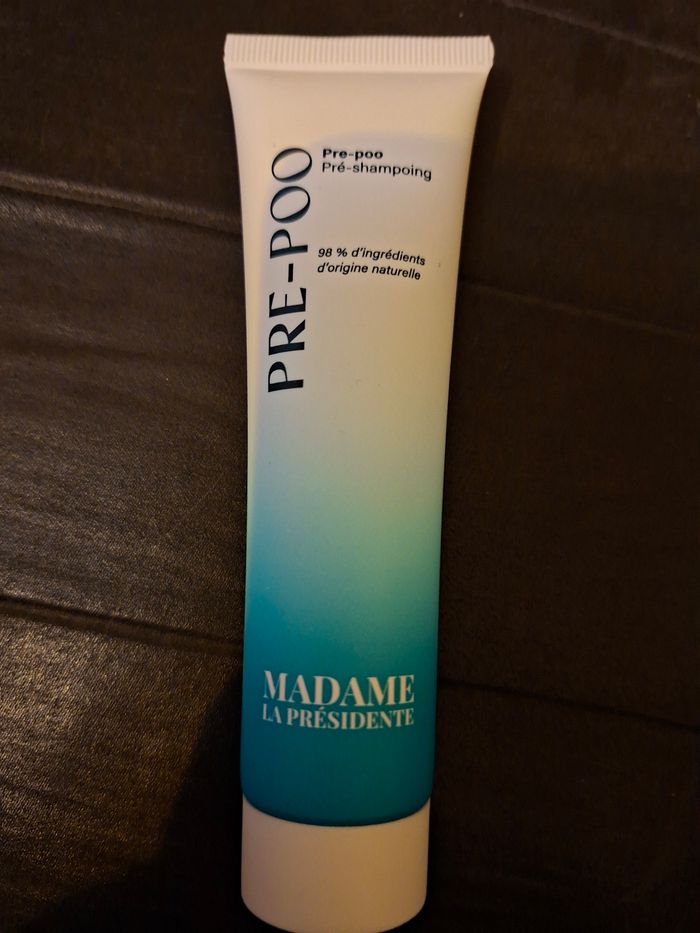 PRE-POO
Pre-poo
Pré-shampoing
98 % d'ingrédients
d'origine naturelle
MADAME
LA PRÉSIDENTE